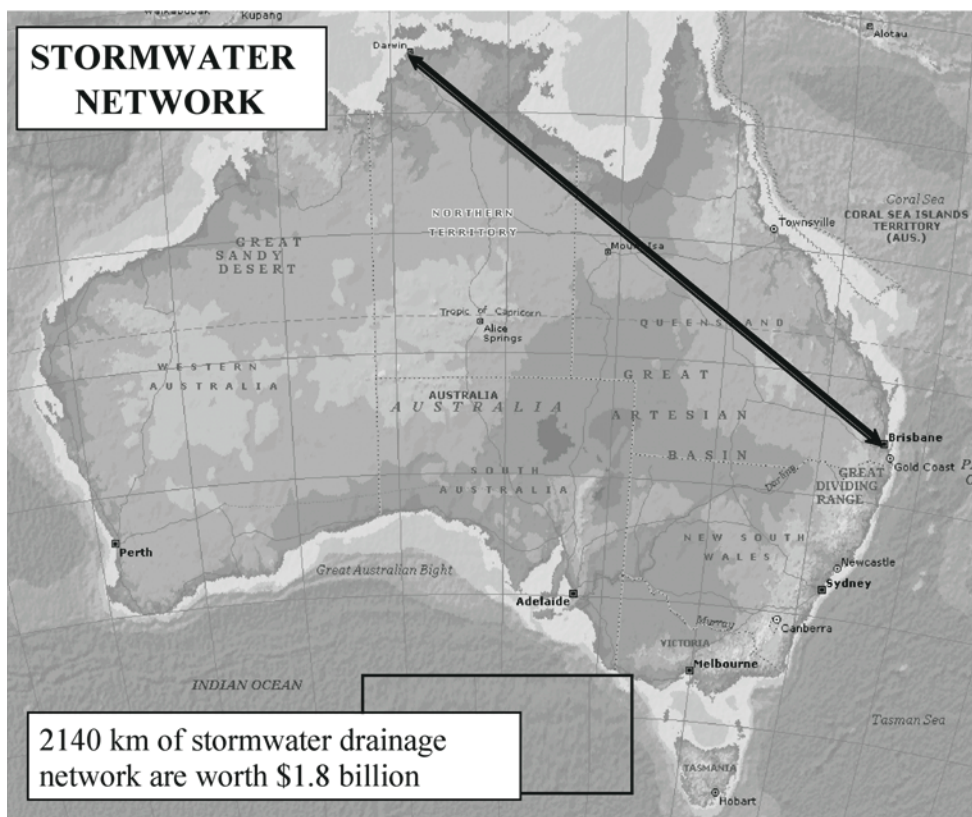 Kupang
Alotau
STORMWATER
NETWORK
Darwin
Coral Sea
CORAL SEA ISLANDS
TERRITORY
(AUS.)
Townsville
NORTHERN
TERRITORY
GREAT
SANDY
DESERT
Tropic of Capricorn
Alice
Springs
QUEENSLAND
WESTERN
AUSTRALIA
GREAT
AUSTRALIA
AUSTRALIA
ARTESIAN
Brisbane
BASIN
Gold Coast
SOUTH
AUSTRALIA
Darling
GREAT
DIVIDING
RANGE
NEW SOUTH
WALES
Perth
Newcastle
Great Australian Bight
Sydney
Adelaide
Murray
Canberra
VICTORIA
Melbourne
INDIAN OCEAN
Tasman Sea
2140 km of stormwater drainage
network are worth $1.8 billion
TASMANIA
Hobart